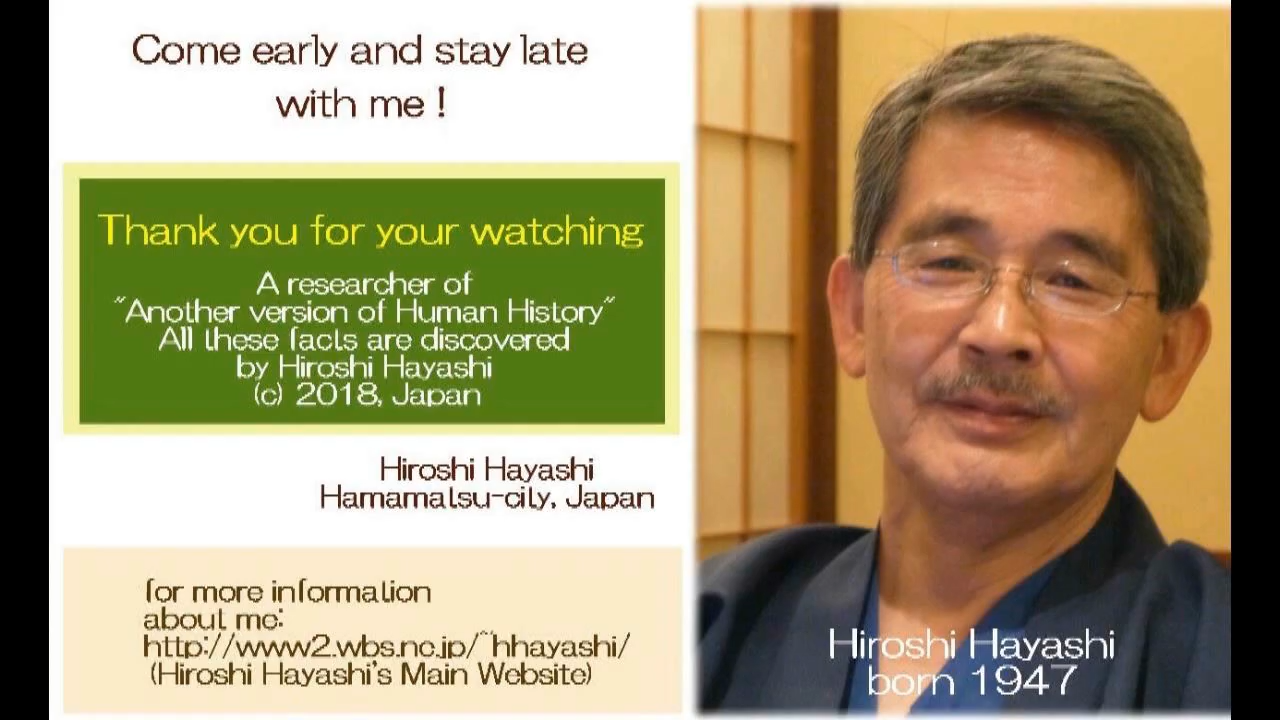 Come early and stay late
with me !
Thank you for your watching
A researcher of
"Another version of Human History"
All these facts are discovered
by Hiroshi Hayashi
(c) 2018, Japan
Hiroshi Hayashi
Hamamatsu-city, Japan
for more information
about me:
http://www2.wbs.ne.jp/~hhayashi/
(Hiroshi Hayashi's Main Website)
Hiroshi Hayashi
born 1947